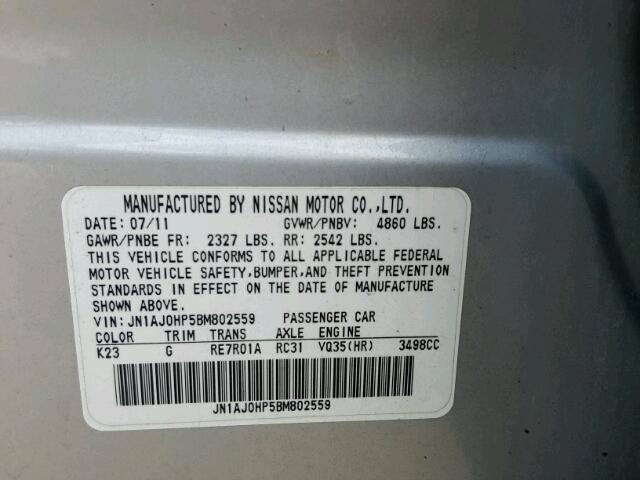 MANUFACTURED BY NISSAN MOTOR CO.,LTD.
DATE: 07/11 GVWR/PNBV: 4860 LBS.
GAWR/PNBE FR: 2327 LBS. RR: 2542 LBS.
THIS VEHICLE CONFORMS TO ALL APPLICABLE FEDERAL
MOTOR VEHICLE SAFETY,BUMPER,AND THEFT PREVENTION
STANDARDS IN EFFECT ON THE DATE OF MANUFACTURE
SHOWN ABOVE.
VIN: JN1AJ0HP5BM802559 PASSENGER CAR
COLOR TRIM TRANS AXLE ENGINE
K23 G RE7R01A RC31 VQ35(HR) 3498CC
JN1AJ0HP5BM802559